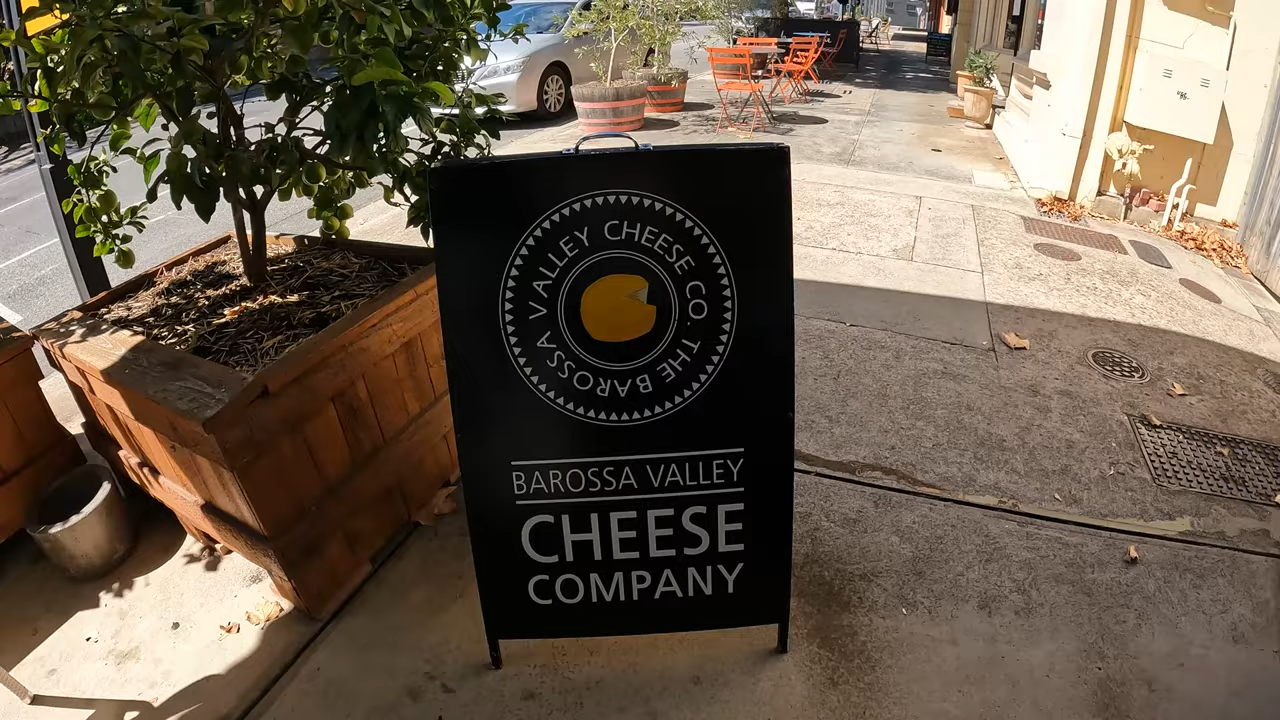 THE BAROSSA VALLEY CHEESE CO.
BAROSSA VALLEY
CHEESE
COMPANY